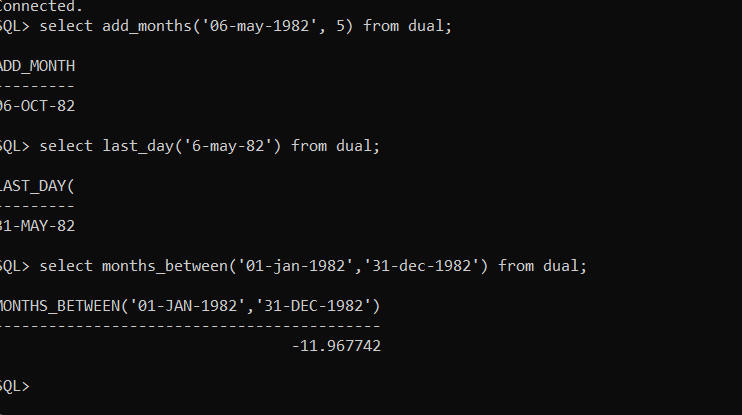 Connected.
SQL> select add_months('06-may-1982', 5) from dual;
ADD_MONTH
---------
06-OCT-82
SQL> select last_day('6-may-82') from dual;
LAST_DAY(
---------
31-MAY-82
SQL> select months_between('01-jan-1982','31-dec-1982') from dual;
MONTHS_BETWEEN('01-JAN-1982','31-DEC-1982')
-------------------------------------------
-11.967742
SQL>